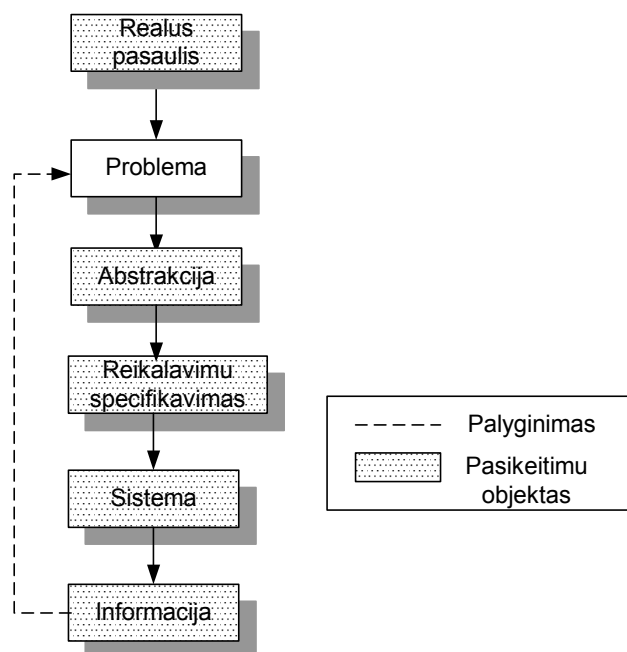 Realus
pasaulis
Problema
Abstrakcija
Reikalavimu
specifikavimas
Sistema
Informacija
Palyginimas
Pasikeitimu
objektas